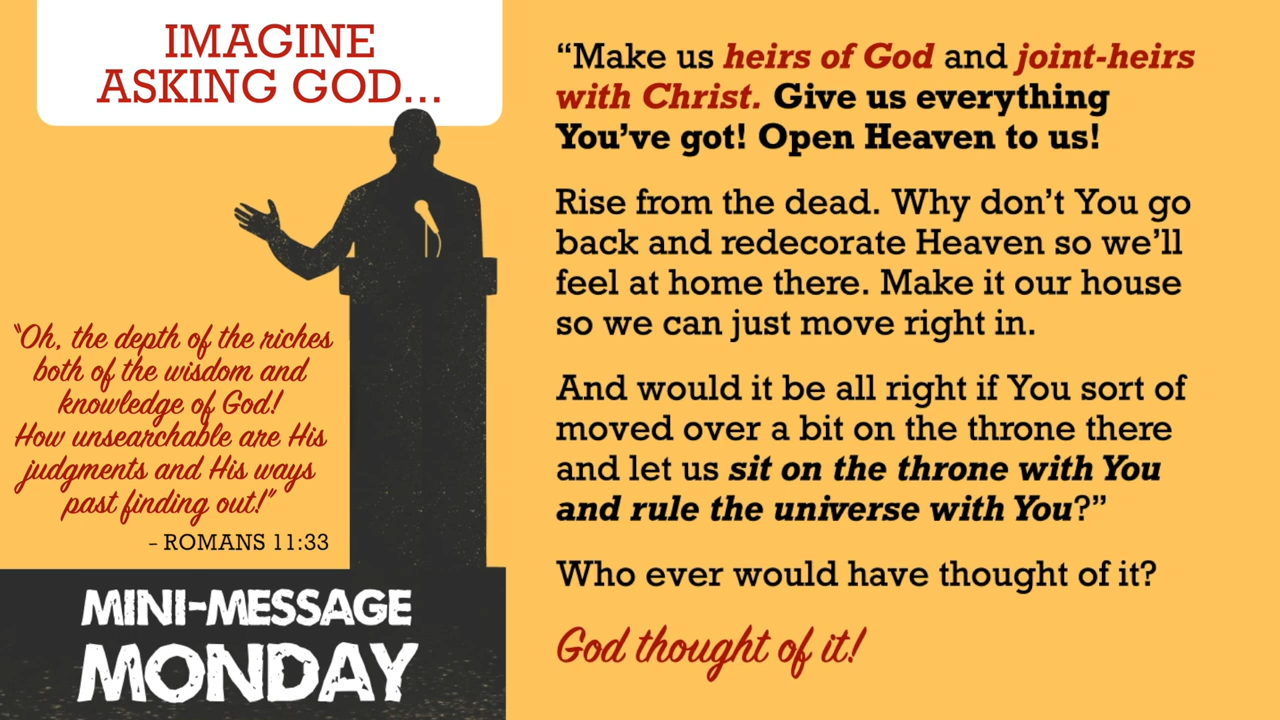 IMAGINE
ASKING GOD...
“Oh, the depth of the riches
both of the wisdom and
knowledge of God!
How unsearchable are His
judgments and His ways
past finding out!”
– ROMANS 11:33
MINI-MESSAGE
MONDAY
“Make us heirs of God and joint-heirs
with Christ. Give us everything
You’ve got! Open Heaven to us!
Rise from the dead. Why don’t You go
back and redecorate Heaven so we’ll
feel at home there. Make it our house
so we can just move right in.
And would it be all right if You sort of
moved over a bit on the throne there
and let us sit on the throne with You
and rule the universe with You?”
Who ever would have thought of it?
God thought of it!